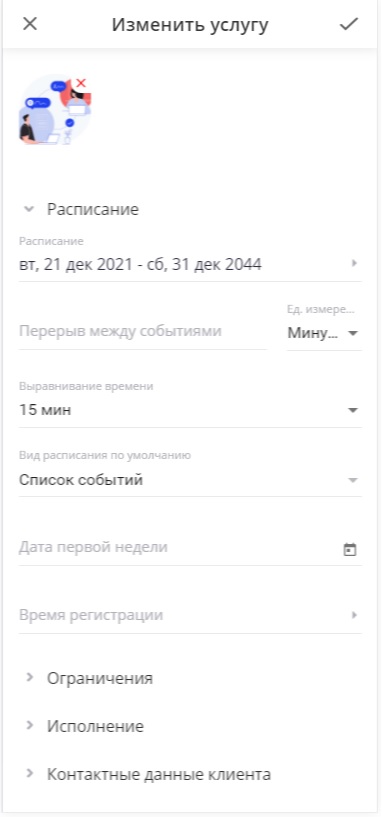 Изменить услугу
Расписание
Расписание
вт, 21 дек 2021 - сб, 31 дек 2044
Перерыв между событиями
Ед. измере...
Мину...
Выравнивание времени
15 мин
Вид расписания по умолчанию
Список событий
Дата первой недели
Время регистрации
Ограничения
Исполнение
Контактные данные клиента